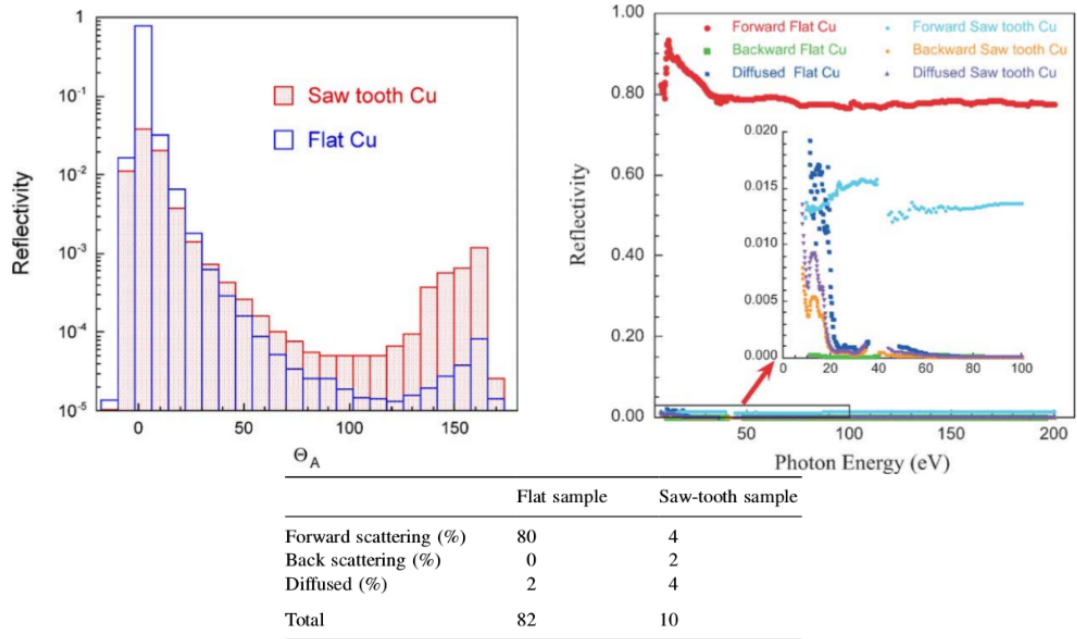 1
10-1
10-2
10-3
10-4
10-5
Reflectivity
Saw tooth Cu
Flat Cu
0
50
100
150
ΘA
1.00
0.80
0.60
0.40
0.20
0.00
Reflectivity
Forward Flat Cu
Backward Flat Cu
Diffused Flat Cu
Forward Saw tooth Cu
Backward Saw tooth Cu
Diffused Saw tooth Cu
0.020
0.015
0.010
0.005
0.000
0 20 40 60 80 100
50 100 150 200
Photon Energy (eV)
Flat sample Saw-tooth sample
Forward scattering (%) 80 4
Back scattering (%) 0 2
Diffused (%) 2 4
Total 82 10